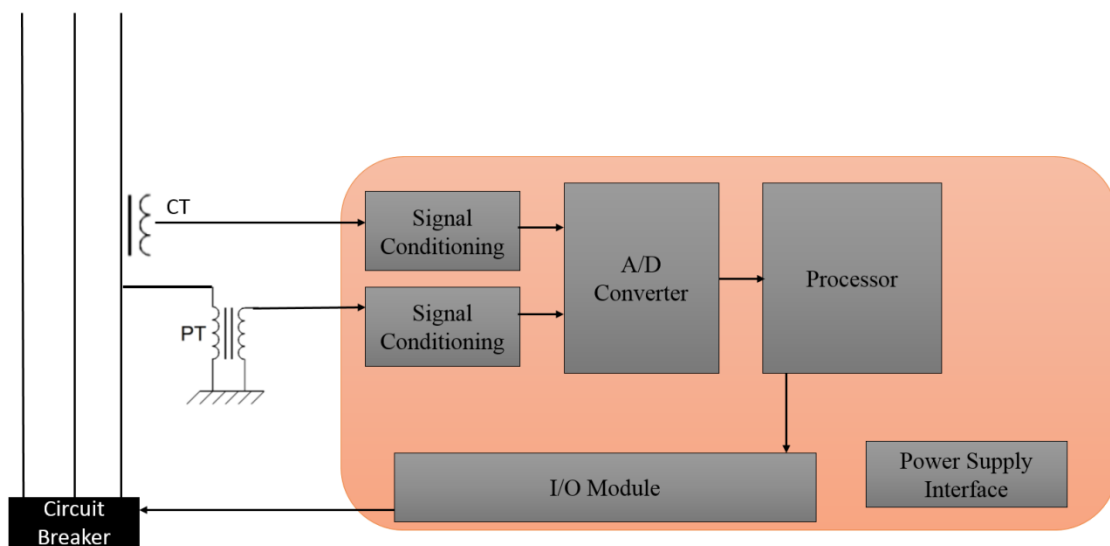 CT
Signal
Conditioning
A/D
Converter
Processor
PT
Signal
Conditioning
I/O Module
Power Supply
Interface
Circuit
Breaker